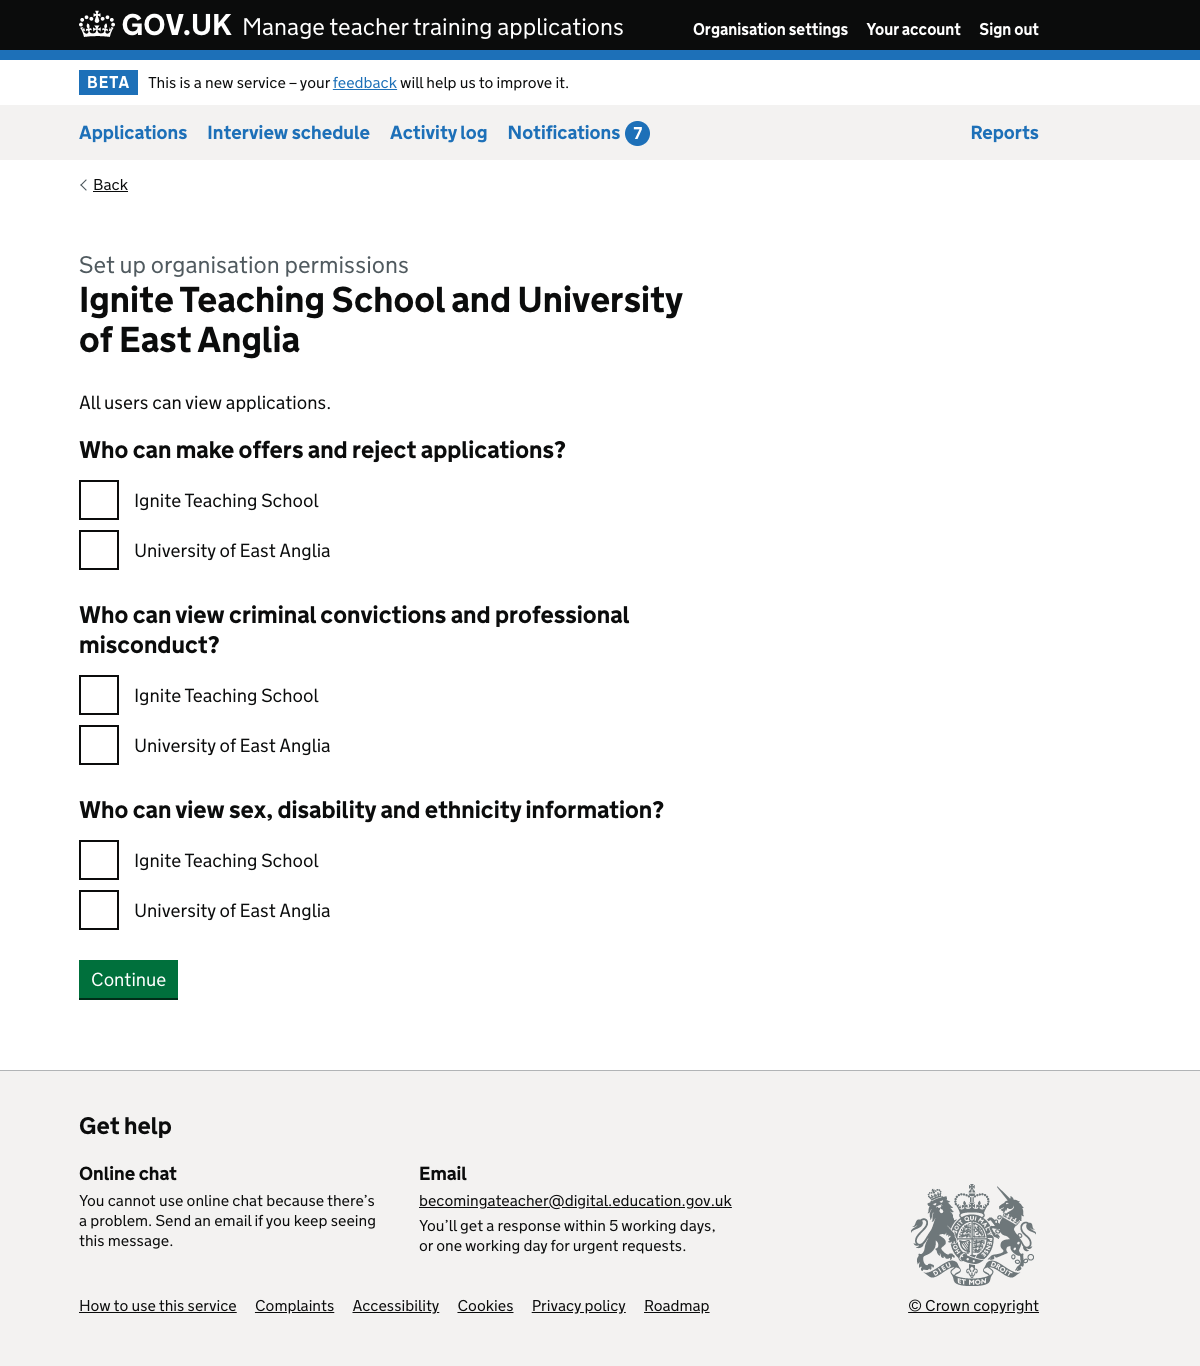 GOV.UK Manage teacher training applications Organisation settings Your account Sign out
BETA This is a new service – your feedback will help us to improve it.
Applications Interview schedule Activity log Notifications 7 Reports
Back
Set up organisation permissions
Ignite Teaching School and University
of East Anglia
All users can view applications.
Who can make offers and reject applications?
Ignite Teaching School
University of East Anglia
Who can view criminal convictions and professional
misconduct?
Ignite Teaching School
University of East Anglia
Who can view sex, disability and ethnicity information?
Ignite Teaching School
University of East Anglia
Continue
Get help
Online chat
You cannot use online chat because there’s
a problem. Send an email if you keep seeing
this message.
Email
becomingateacher@digital.education.gov.uk
You’ll get a response within 5 working days,
or one working day for urgent requests.
DIEU ET MON DROIT
How to use this service Complaints Accessibility Cookies Privacy policy Roadmap © Crown copyright